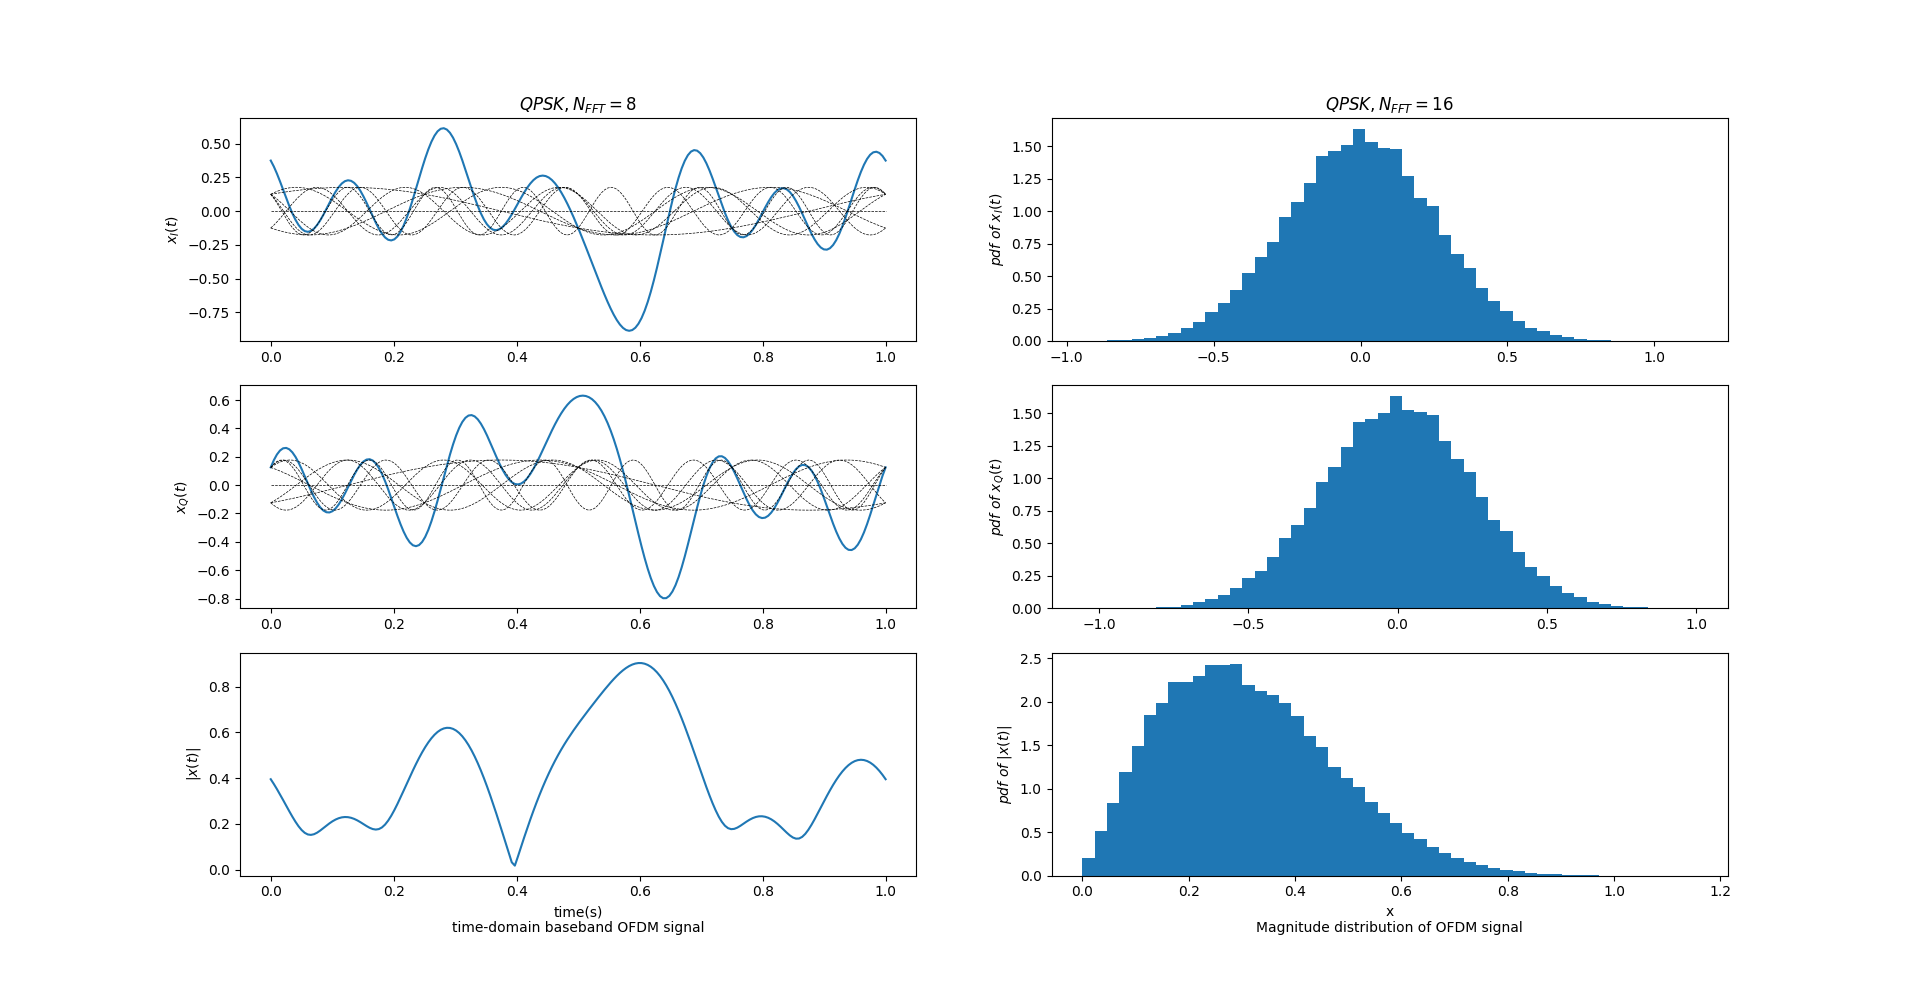 QPSK, N_FFT = 8
0.50
0.25
0.00
−0.25
−0.50
−0.75
x_I(t)
0.0 0.2 0.4 0.6 0.8 1.0
0.6
0.4
0.2
0.0
−0.2
−0.4
−0.6
−0.8
x_Q(t)
0.0 0.2 0.4 0.6 0.8 1.0
0.8
0.6
0.4
0.2
0.0
|x(t)|
0.0 0.2 0.4 0.6 0.8 1.0
time(s)
time-domain baseband OFDM signal
QPSK, N_FFT = 16
1.50
1.25
1.00
0.75
0.50
0.25
0.00
pdf of x_I(t)
−1.0 −0.5 0.0 0.5 1.0
1.50
1.25
1.00
0.75
0.50
0.25
0.00
pdf of x_Q(t)
−1.0 −0.5 0.0 0.5 1.0
2.5
2.0
1.5
1.0
0.5
0.0
pdf of |x(t)|
0.0 0.2 0.4 0.6 0.8 1.0 1.2
x
Magnitude distribution of OFDM signal